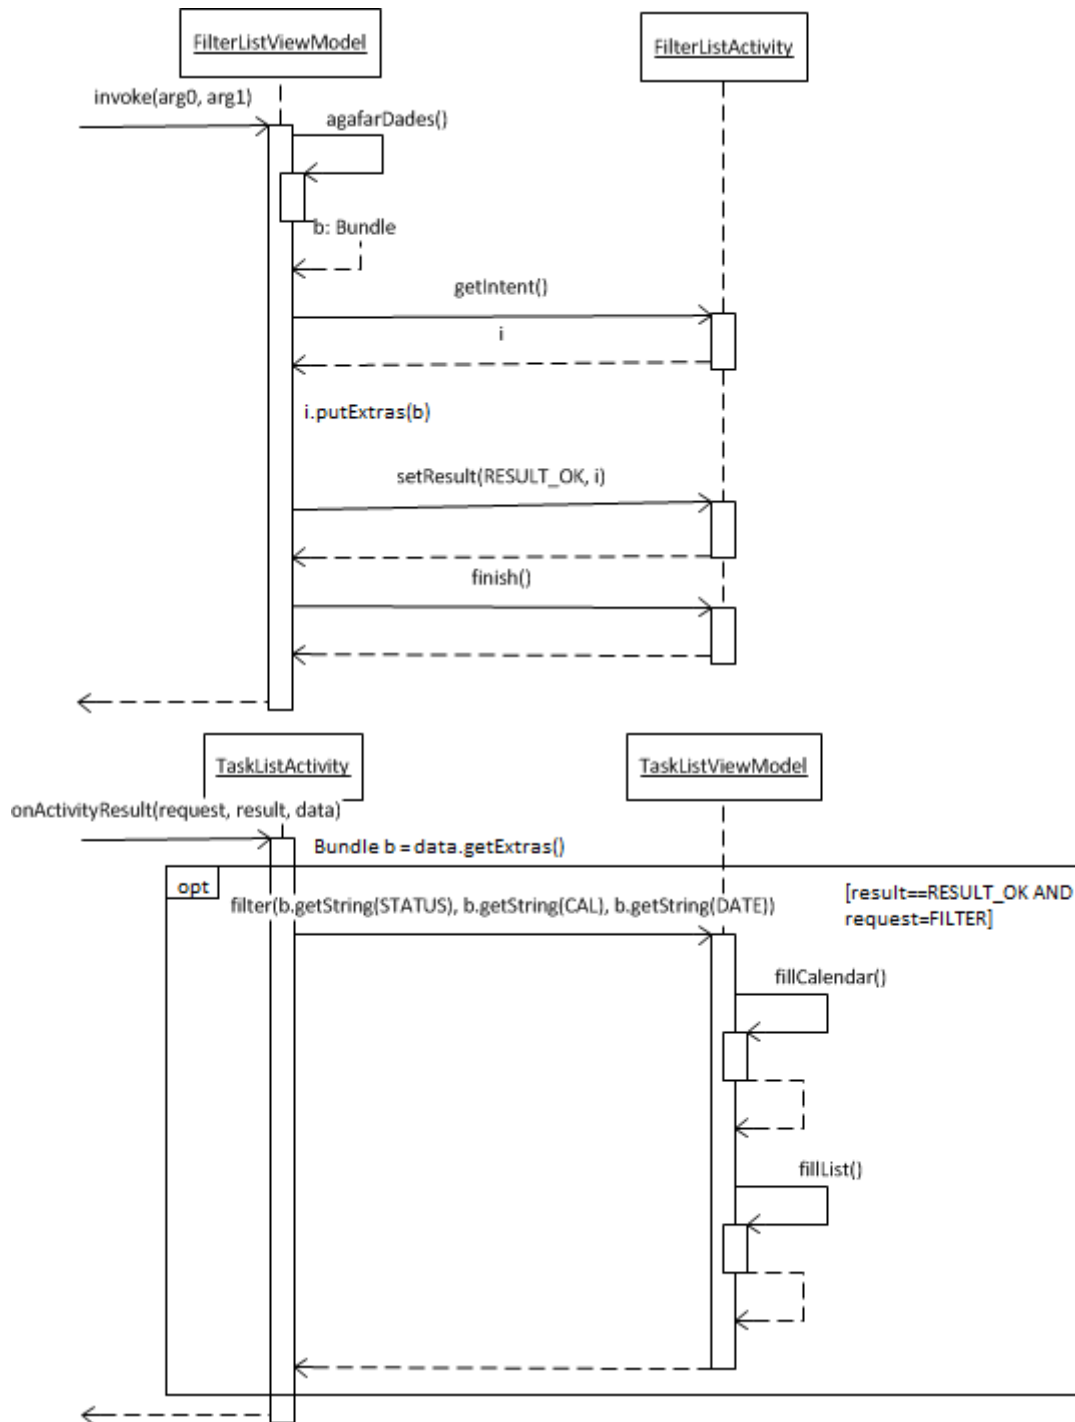 FilterListViewModel
FilterListActivity
invoke(arg0, arg1)
agafarDades()
b: Bundle
getIntent()
i
i.putExtras(b)
setResult(RESULT_OK, i)
finish()
TaskListActivity
TaskListViewModel
onActivityResult(request, result, data)
Bundle b = data.getExtras()
opt
[result==RESULT_OK AND
request=FILTER]
filter(b.getString(STATUS), b.getString(CAL), b.getString(DATE))
fillCalendar()
fillList()